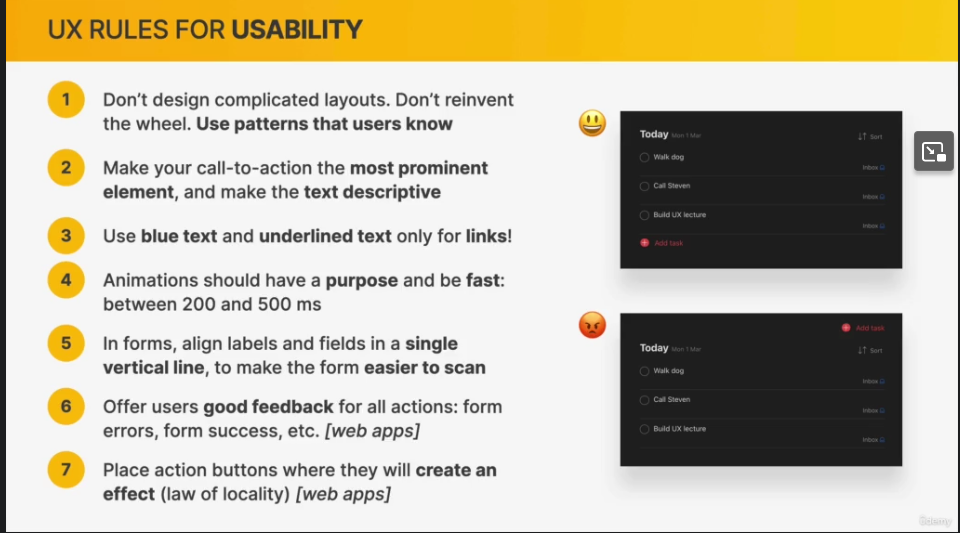 UX RULES FOR USABILITY
1
Don’t design complicated layouts. Don’t reinvent
the wheel. Use patterns that users know
2
Make your call-to-action the most prominent
element, and make the text descriptive
3
Use blue text and underlined text only for links!
4
Animations should have a purpose and be fast:
between 200 and 500 ms
5
In forms, align labels and fields in a single
vertical line, to make the form easier to scan
6
Offer users good feedback for all actions: form
errors, form success, etc. [web apps]
7
Place action buttons where they will create an
effect (law of locality) [web apps]
Today Mon 1 Mar
Sort
Walk dog
Inbox
Call Steven
Inbox
Build UX lecture
Inbox
Add task
Add task
Today Mon 1 Mar
Sort
Walk dog
Inbox
Call Steven
Inbox
Build UX lecture
Inbox
Udemy